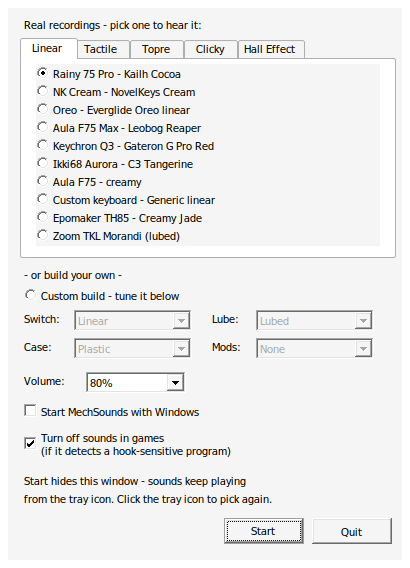 Real recordings - pick one to hear it:
Linear Tactile Topre Clicky Hall Effect
Rainy 75 Pro - Kailh Cocoa
NK Cream - NovelKeys Cream
Oreo - Everglide Oreo linear
Aula F75 Max - Leobog Reaper
Keychron Q3 - Gateron G Pro Red
Ikki68 Aurora - C3 Tangerine
Aula F75 - creamy
Custom keyboard - Generic linear
Epomaker TH85 - Creamy Jade
Zoom TKL Morandi (lubed)
- or build your own -
Custom build - tune it below
Switch: Linear Lube: Lubed
Case: Plastic Mods: None
Volume: 80%
Start MechSounds with Windows
Turn off sounds in games
(if it detects a hook-sensitive program)
Start hides this window - sounds keep playing
from the tray icon. Click the tray icon to pick again.
Start Quit